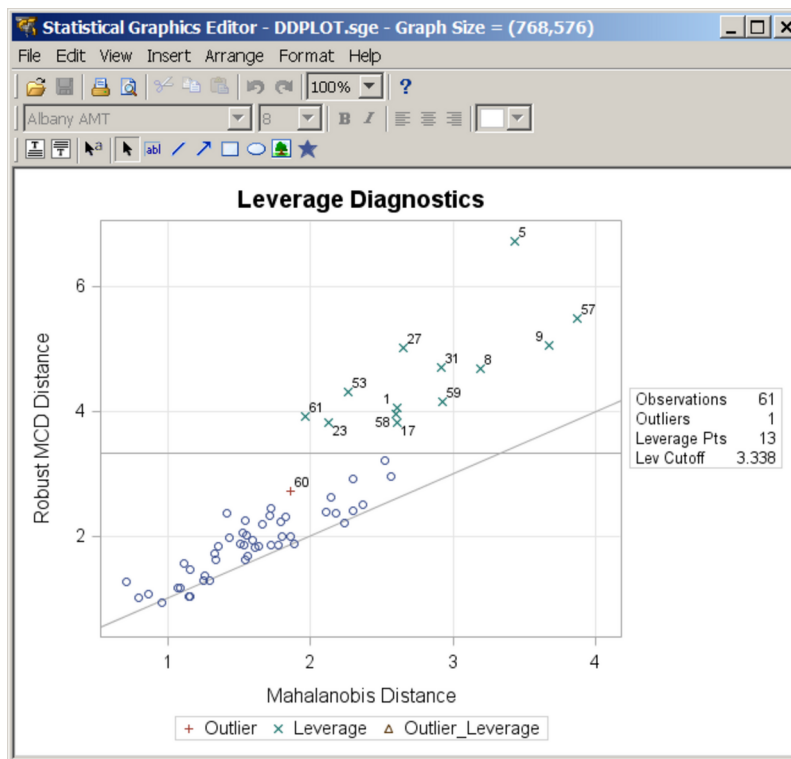 Statistical Graphics Editor - DDPLOT.sge - Graph Size = (768,576)
File Edit View Insert Arrange Format Help
100% ?
Albany AMT 8 B I
T T a abI
Leverage Diagnostics
5
57
9
27
31
8
53
59
1
61
58
23
17
60
Robust MCD Distance
6
4
2
1 2 3 4
Mahalanobis Distance
Observations 61
Outliers 1
Leverage Pts 13
Lev Cutoff 3.338
+ Outlier × Leverage △ Outlier_Leverage